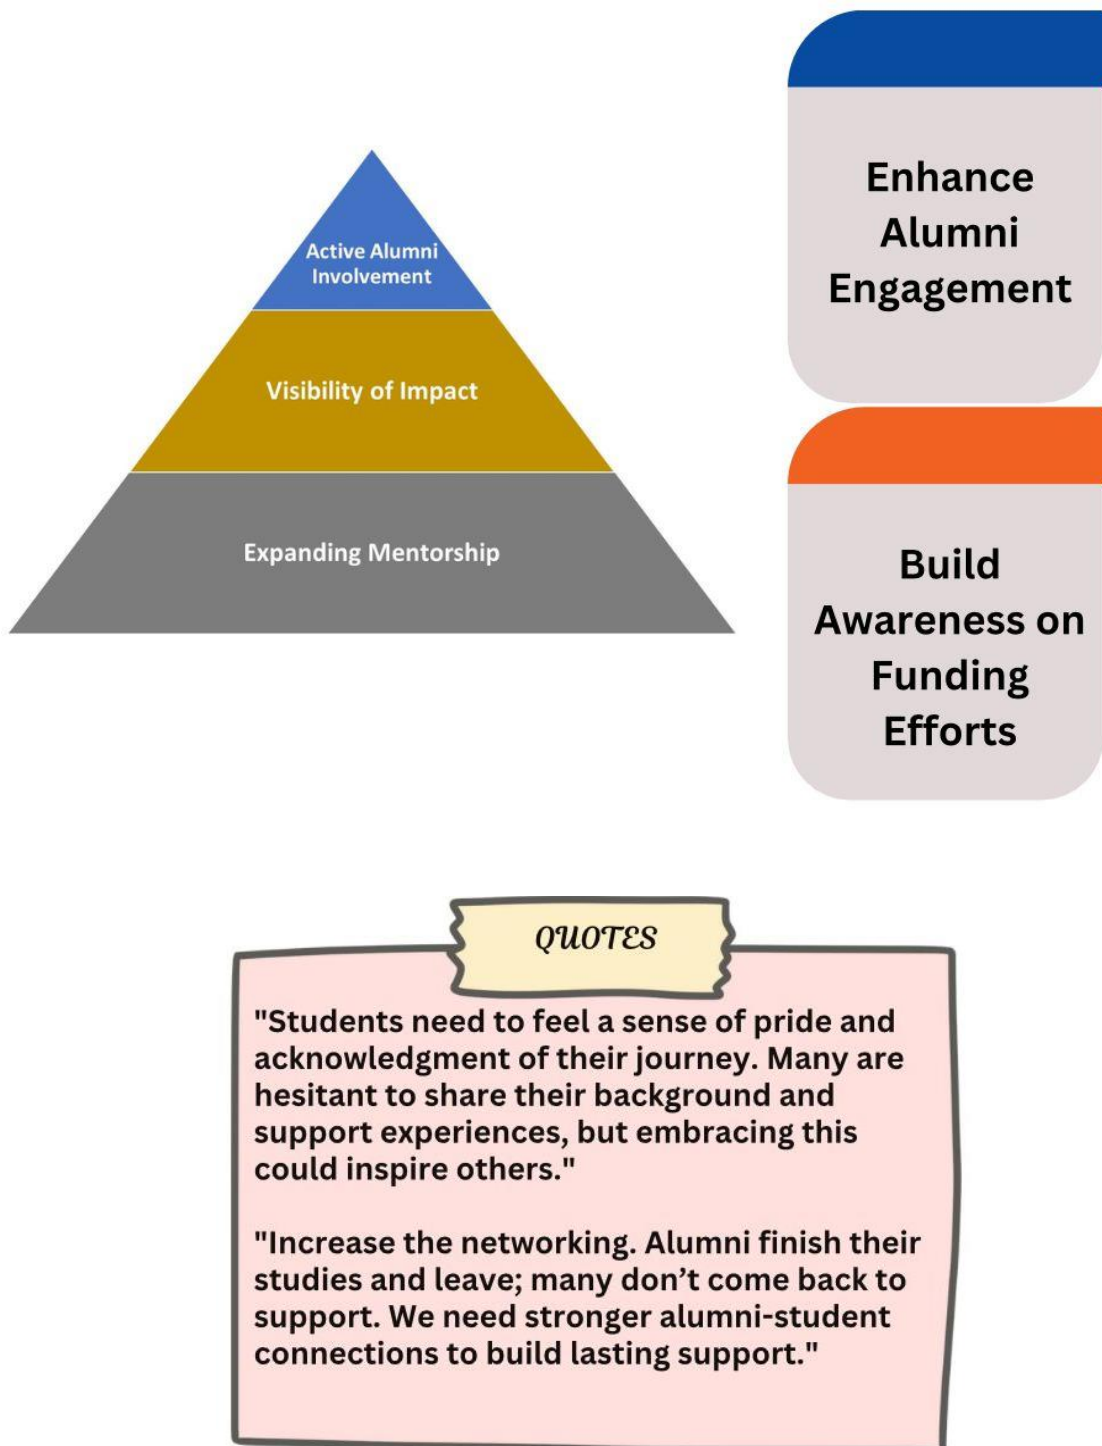 Active Alumni
Involvement
Visibility of Impact
Expanding Mentorship
Enhance
Alumni
Engagement
Build
Awareness on
Funding
Efforts
QUOTES
"Students need to feel a sense of pride and
acknowledgment of their journey. Many are
hesitant to share their background and
support experiences, but embracing this
could inspire others."
"Increase the networking. Alumni finish their
studies and leave; many don’t come back to
support. We need stronger alumni-student
connections to build lasting support."